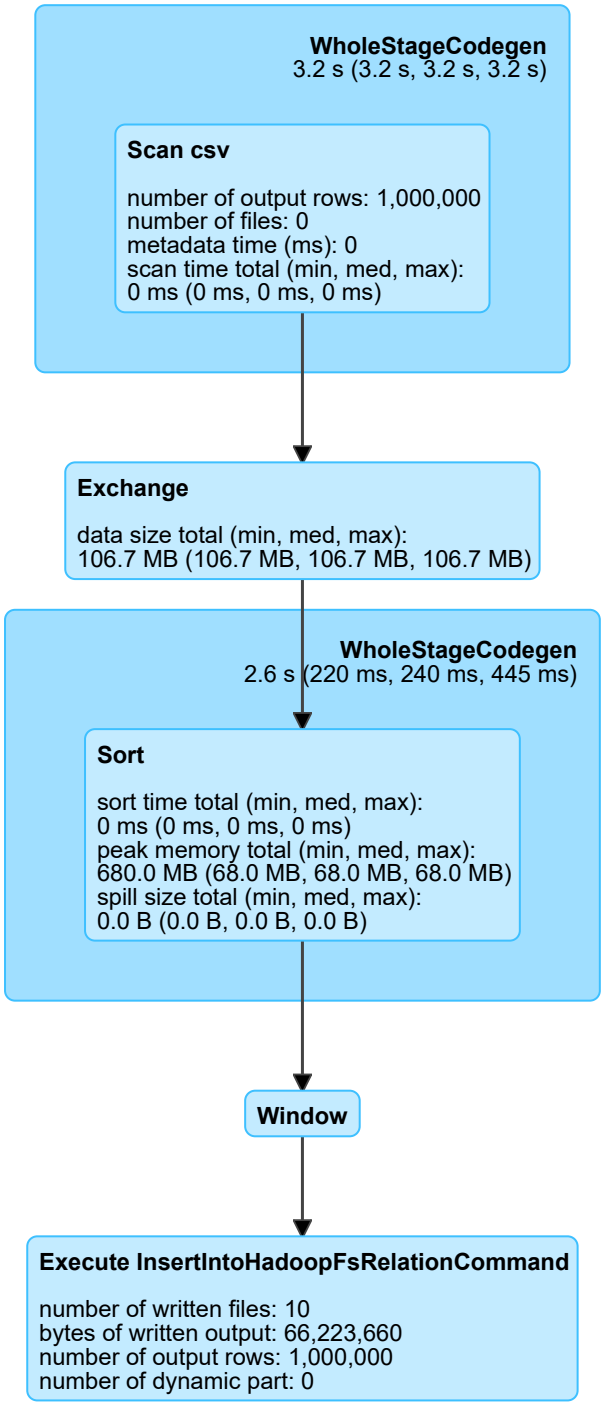 WholeStageCodegen
3.2 s (3.2 s, 3.2 s, 3.2 s)
Scan csv
number of output rows: 1,000,000
number of files: 0
metadata time (ms): 0
scan time total (min, med, max):
0 ms (0 ms, 0 ms, 0 ms)
Exchange
data size total (min, med, max):
106.7 MB (106.7 MB, 106.7 MB, 106.7 MB)
WholeStageCodegen
2.6 s (220 ms, 240 ms, 445 ms)
Sort
sort time total (min, med, max):
0 ms (0 ms, 0 ms, 0 ms)
peak memory total (min, med, max):
680.0 MB (68.0 MB, 68.0 MB, 68.0 MB)
spill size total (min, med, max):
0.0 B (0.0 B, 0.0 B, 0.0 B)
Window
Execute InsertIntoHadoopFsRelationCommand
number of written files: 10
bytes of written output: 66,223,660
number of output rows: 1,000,000
number of dynamic part: 0